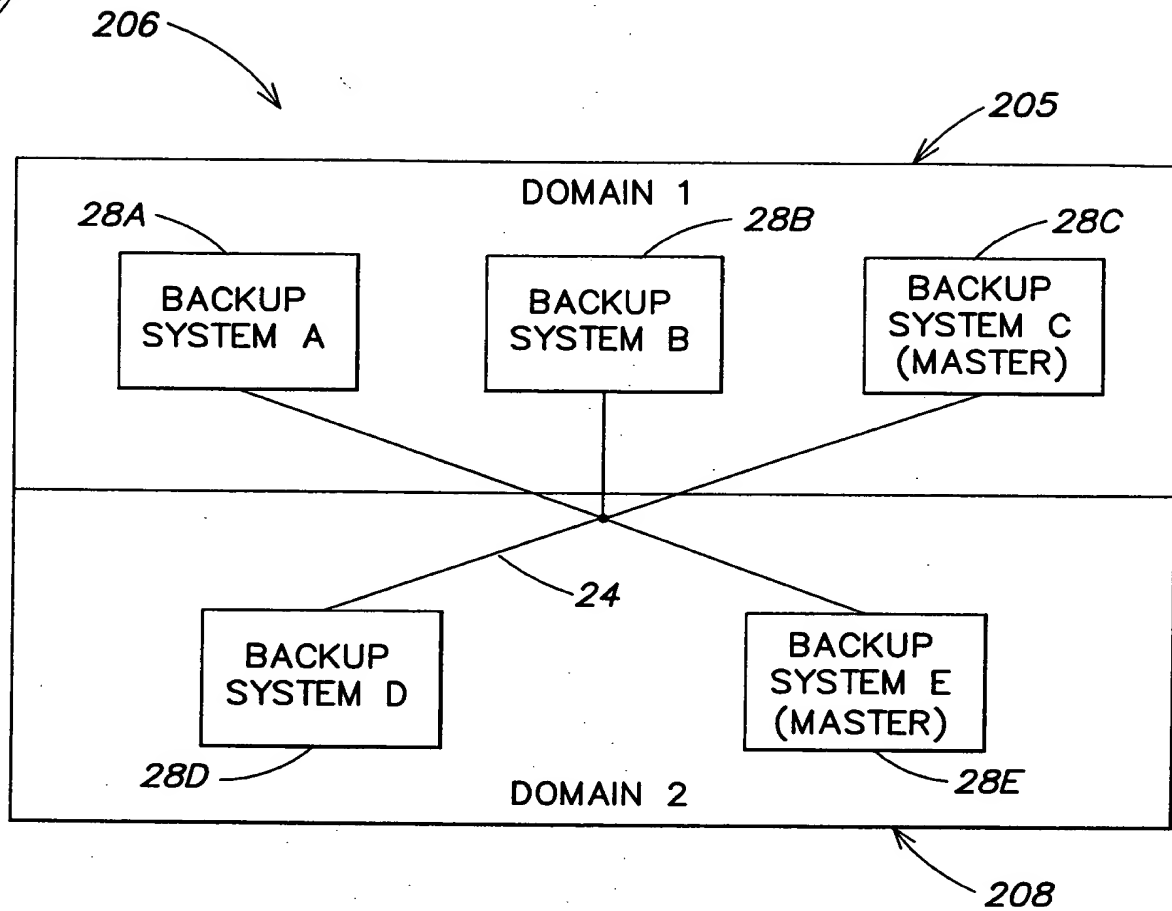 206
205
DOMAIN 1
28A
28B
28C
BACKUP
SYSTEM A
BACKUP
SYSTEM B
BACKUP
SYSTEM C
(MASTER)
24
BACKUP
SYSTEM D
BACKUP
SYSTEM E
(MASTER)
28D
28E
DOMAIN 2
208